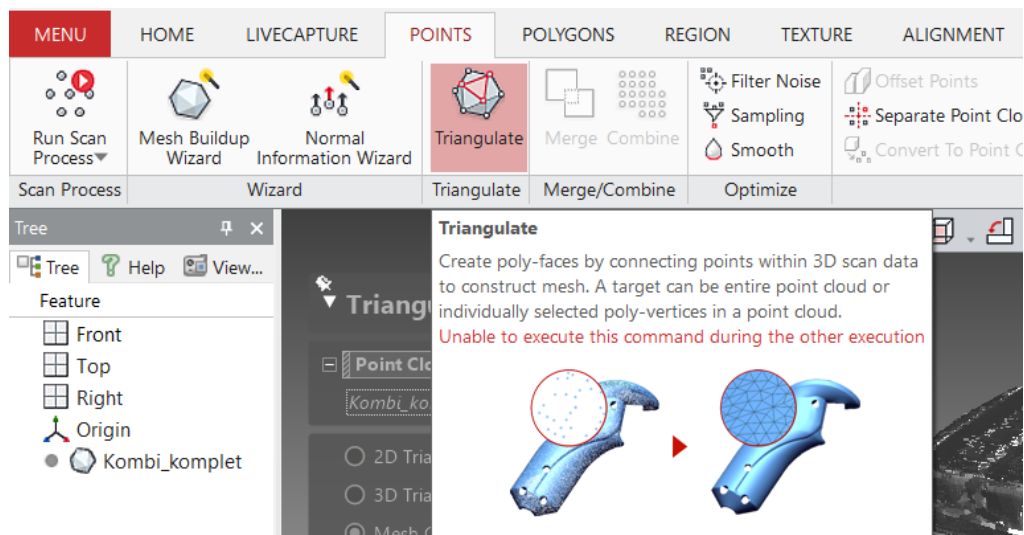 MENU HOME LIVECAPTURE POINTS POLYGONS REGION TEXTURE ALIGNMENT
Run Scan
Process
Mesh Buildup
Wizard
Normal
Information Wizard
Triangulate
Merge Combine
Filter Noise
Sampling
Smooth
Offset Points
Separate Point Clo
Convert To Point C
Scan Process Wizard Triangulate Merge/Combine Optimize
Tree
Tree Help View...
Feature
Front
Top
Right
Origin
Kombi_komplet
Triang
Point Clo
Kombi_ko
2D Tria
3D Tria
Mesh C
Triangulate
Create poly-faces by connecting points within 3D scan data
to construct mesh. A target can be entire point cloud or
individually selected poly-vertices in a point cloud.
Unable to execute this command during the other execution